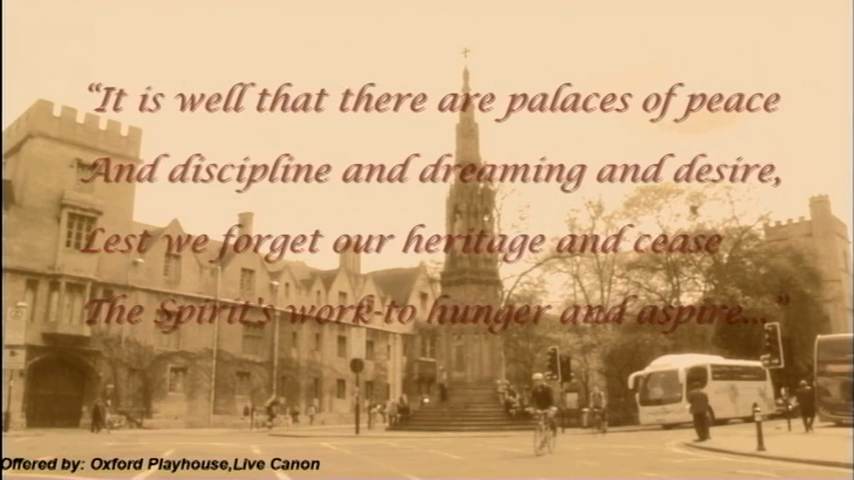 “It is well that there are palaces of peace
And discipline and dreaming and desire,
Lest we forget our heritage and cease
The Spirit's work-to hunger and aspire...”
Offered by: Oxford Playhouse,Live Canon